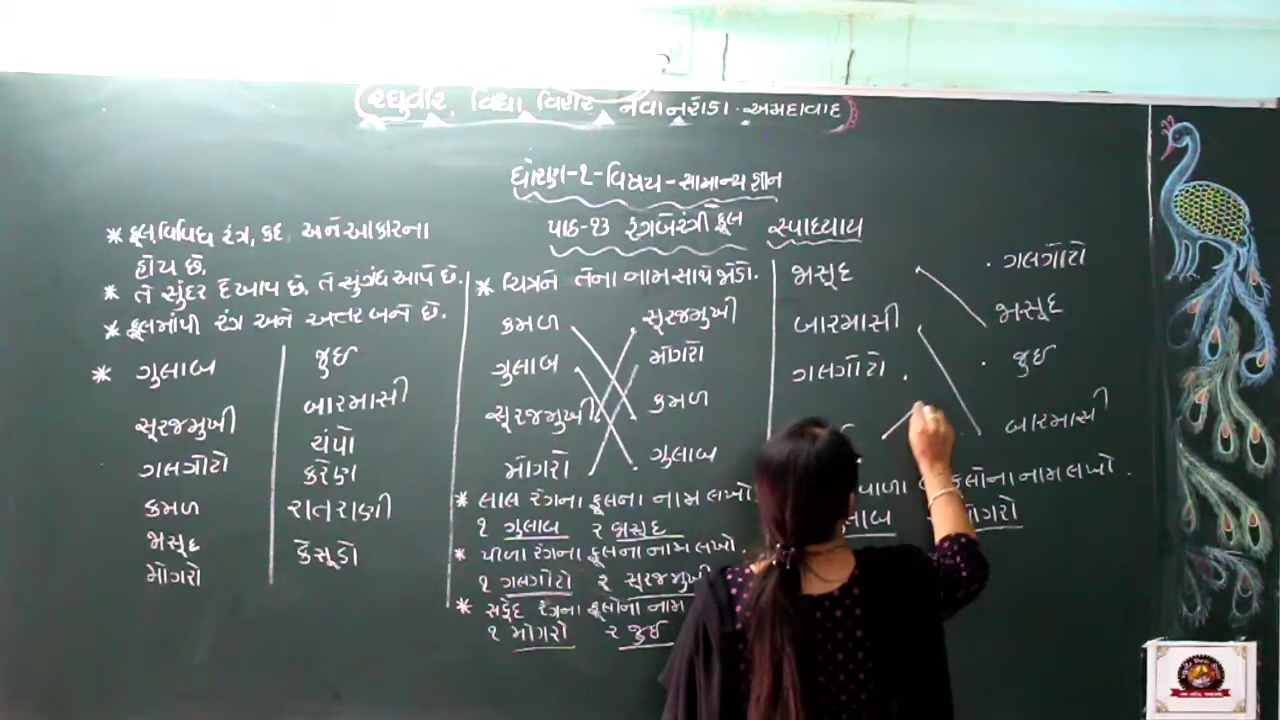 રઘુવીર વિદ્યા વિહાર નવાનરોડા. અમદાવાદ
ધોરણ-૨-વિષય-સામાન્ય જ્ઞાન
પાઠ-૧૩ રંગબેરંગી ફૂલ સ્વાધ્યાય
* ફૂલ વિવિધ રંગ, કદ અને આકારના
હોય છે.
* તે સુંદર દેખાય છે. તે સુગંધ આપે છે.
* ફૂલમાંથી રંગ અને અત્તર બને છે.
* ગુલાબ જુઈ
સૂરજમુખી બારમાસી
ગલગોટો ચંપો
કમળ કરેણ
જાસૂદ રાતરાણી
મોગરો કેસૂડો
* ચિત્રને તેના નામ સાથે જોડો.
કમળ સૂરજમુખી
ગુલાબ મોગરો
સૂરજમુખી કમળ
મોગરો ગુલાબ
* લાલ રંગના ફૂલના નામ લખો.
૧ ગુલાબ ૨ જાસૂદ
* પીળા રંગના ફૂલના નામ લખો.
૧ ગલગોટો ૨ સૂરજમુખી
* સફેદ રંગના ફૂલોના નામ
૧ મોગરો ૨ જુઈ
જાસૂદ ગલગોટો
બારમાસી જાસૂદ
ગલગોટો જુઈ
બારમાસી
વાળા ફૂલોના નામ લખો.
લાબ મોગરો